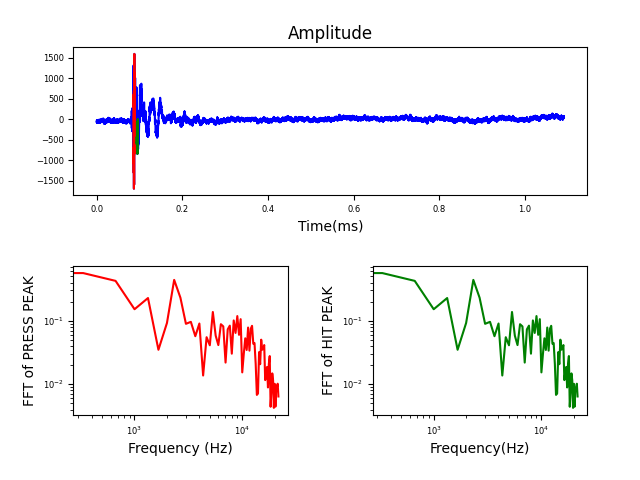 Amplitude
1500
1000
500
0
−500
−1000
−1500
0.0 0.2 0.4 0.6 0.8 1.0
Time(ms)
FFT of PRESS PEAK
10⁻¹
10⁻²
10³ 10⁴
Frequency (Hz)
FFT of HIT PEAK
10⁻¹
10⁻²
10³ 10⁴
Frequency(Hz)